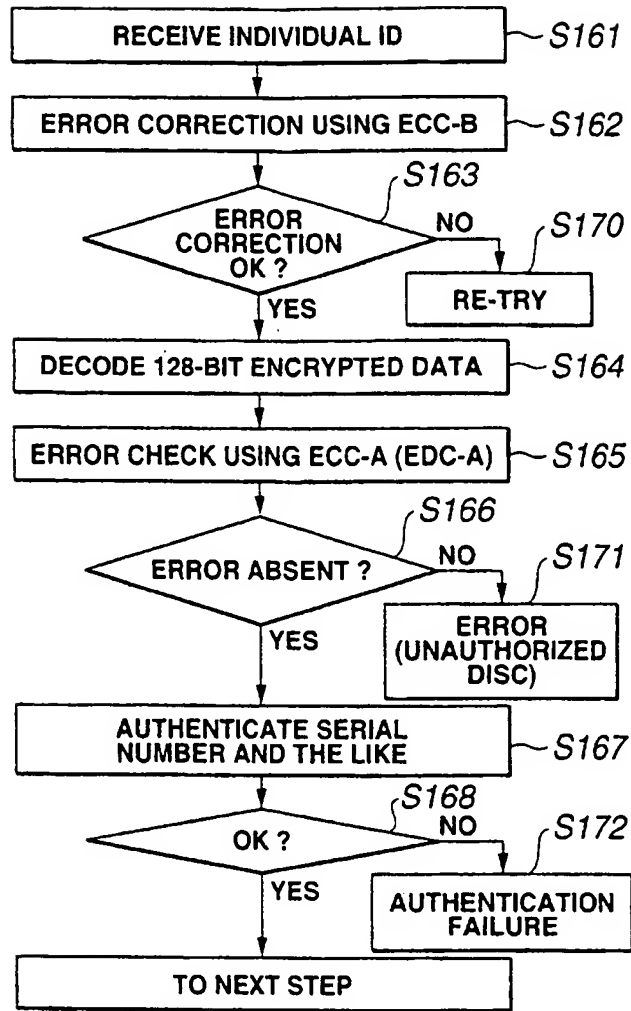 RECEIVE INDIVIDUAL ID
S161
ERROR CORRECTION USING ECC-B
S162
S163
ERROR
CORRECTION
OK ?
NO
S170
RE-TRY
YES
DECODE 128-BIT ENCRYPTED DATA
S164
ERROR CHECK USING ECC-A (EDC-A)
S165
S166
ERROR ABSENT ?
NO
S171
ERROR
(UNAUTHORIZED
DISC)
YES
AUTHENTICATE SERIAL
NUMBER AND THE LIKE
S167
S168
OK ?
NO
S172
AUTHENTICATION
FAILURE
YES
TO NEXT STEP